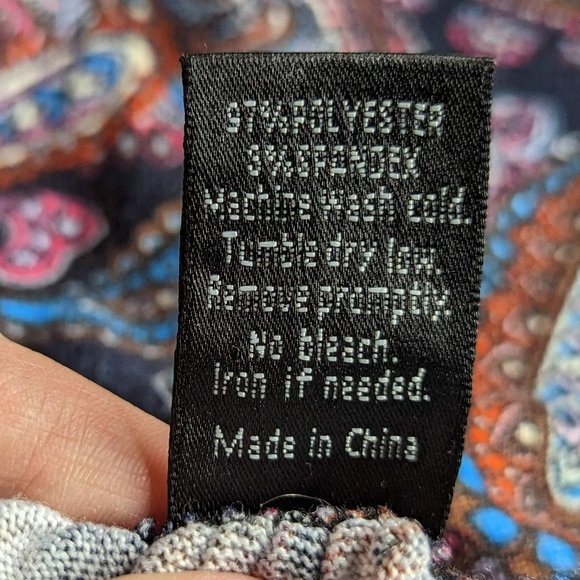 97%POLYESTER
3%SPANDEX
Machine wash cold.
Tumble dry low.
Remove promptly.
No bleach.
Iron if needed.
Made in China